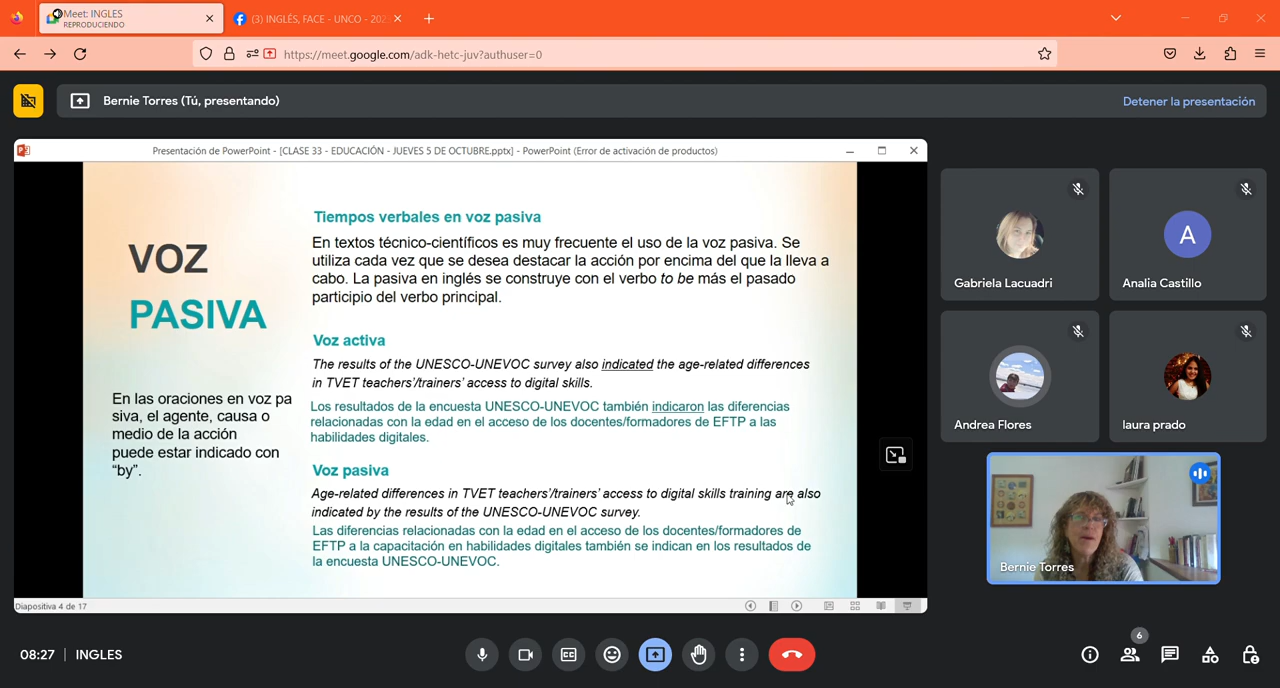 Meet: INGLES
REPRODUCIENDO
(3) INGLÉS, FACE - UNCO - 202
https://meet.google.com/adk-hetc-juv?authuser=0
Bernie Torres (Tú, presentando)
Detener la presentación
Presentación de PowerPoint - [CLASE 33 - EDUCACIÓN - JUEVES 5 DE OCTUBRE.pptx] - PowerPoint (Error de activación de productos)
VOZ
PASIVA
En las oraciones en voz pa
siva, el agente, causa o
medio de la acción
puede estar indicado con
“by”.
Tiempos verbales en voz pasiva
En textos técnico-científicos es muy frecuente el uso de la voz pasiva. Se
utiliza cada vez que se desea destacar la acción por encima del que la lleva a
cabo. La pasiva en inglés se construye con el verbo to be más el pasado
participio del verbo principal.
Voz activa
The results of the UNESCO-UNEVOC survey also indicated the age-related differences
in TVET teachers’/trainers’ access to digital skills.
Los resultados de la encuesta UNESCO-UNEVOC también indicaron las diferencias
relacionadas con la edad en el acceso de los docentes/formadores de EFTP a las
habilidades digitales.
Voz pasiva
Age-related differences in TVET teachers’/trainers’ access to digital skills training are also
indicated by the results of the UNESCO-UNEVOC survey.
Las diferencias relacionadas con la edad en el acceso de los docentes/formadores de
EFTP a la capacitación en habilidades digitales también se indican en los resultados de
la encuesta UNESCO-UNEVOC.
Diapositiva 4 de 17
Gabriela Lacuadri
A
Analia Castillo
Andrea Flores
laura prado
Bernie Torres
08:27 | INGLES
6